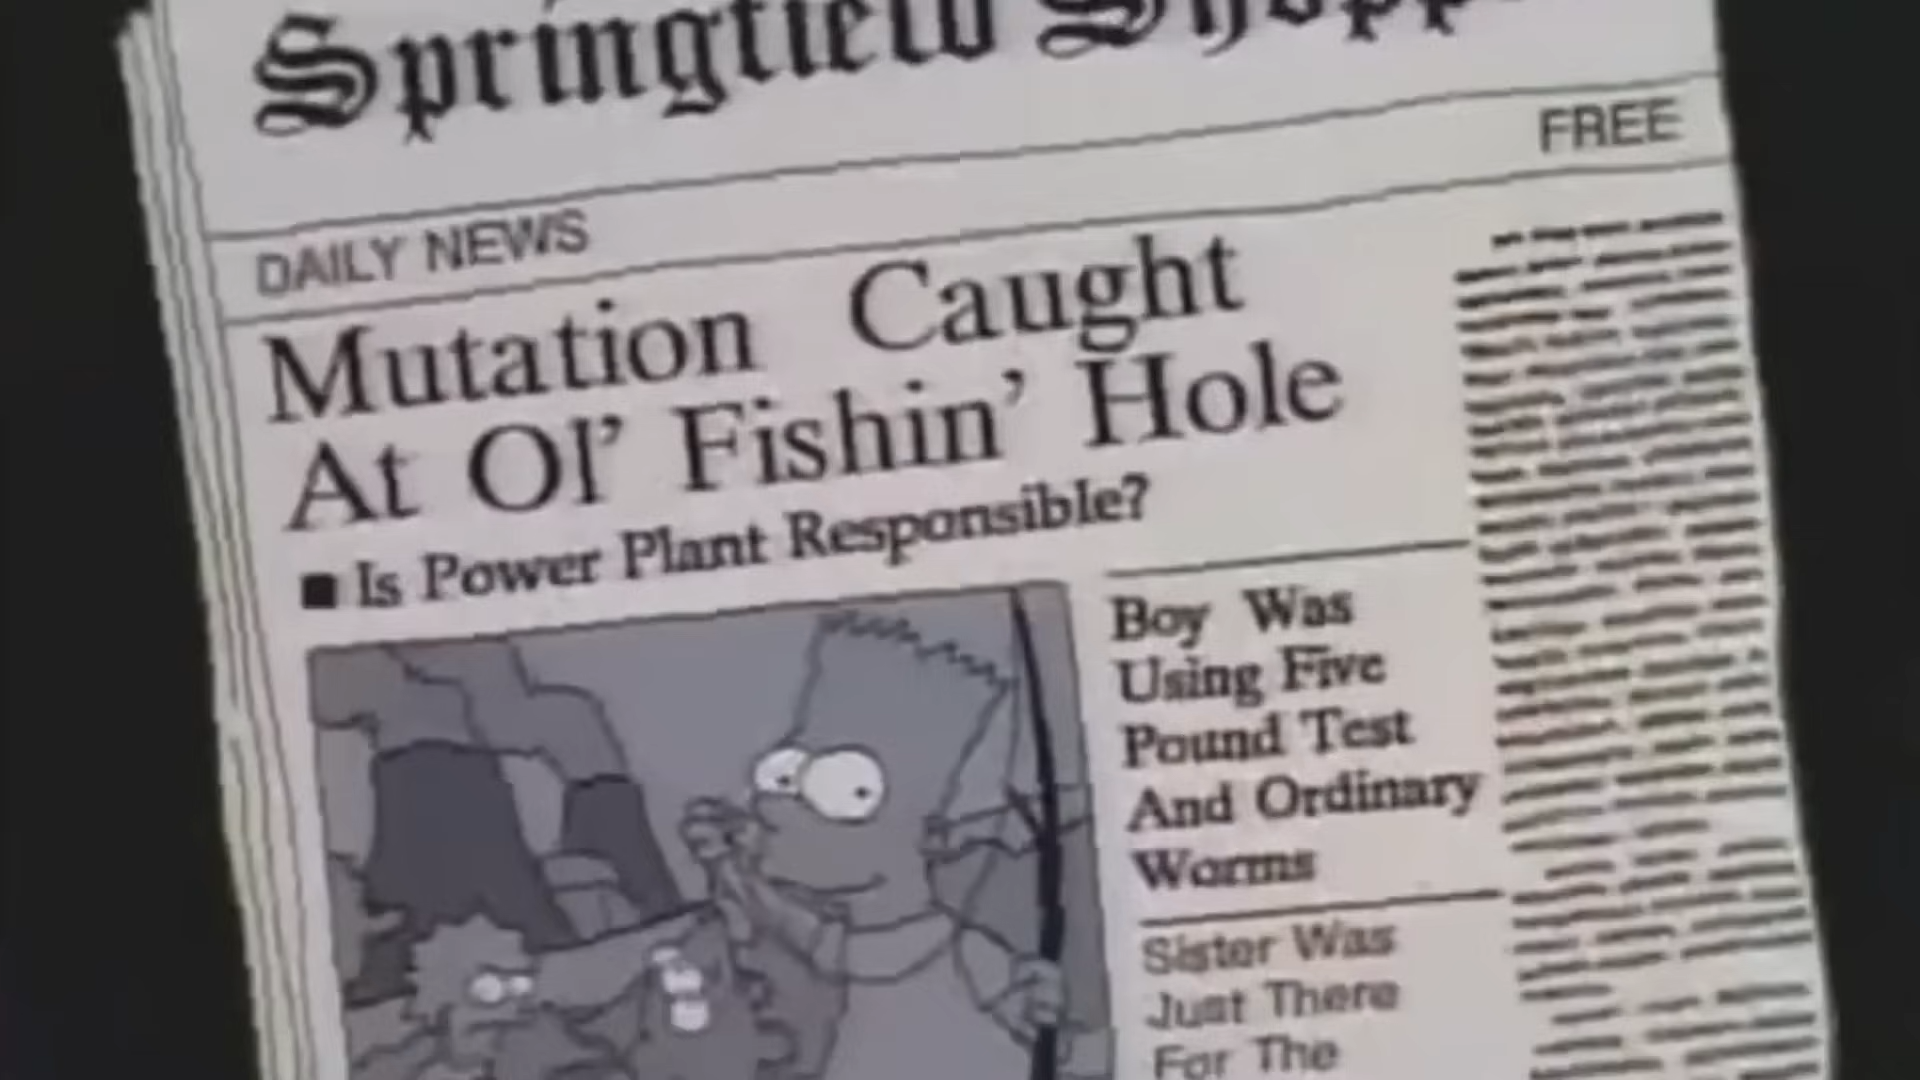 Springfield
FREE
DAILY NEWS
Mutation Caught
At Ol' Fishin' Hole
■ Is Power Plant Responsible?
Boy Was
Using Five
Pound Test
And Ordinary
Worms
Sister Was
Just There
For The